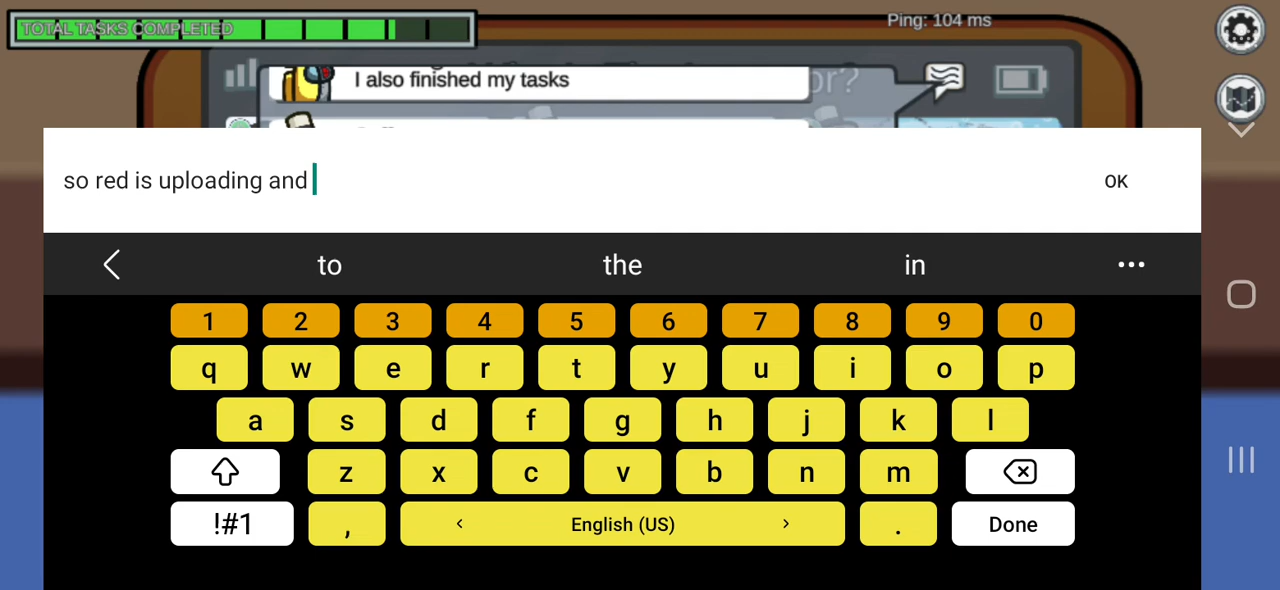 TOTAL TASKS COMPLETED
Ping: 104 ms
I also finished my tasks
or?
so red is uploading and
OK
to the in
1 2 3 4 5 6 7 8 9 0
q w e r t y u i o p
a s d f g h j k l
z x c v b n m
!#1 , < English (US) > . Done